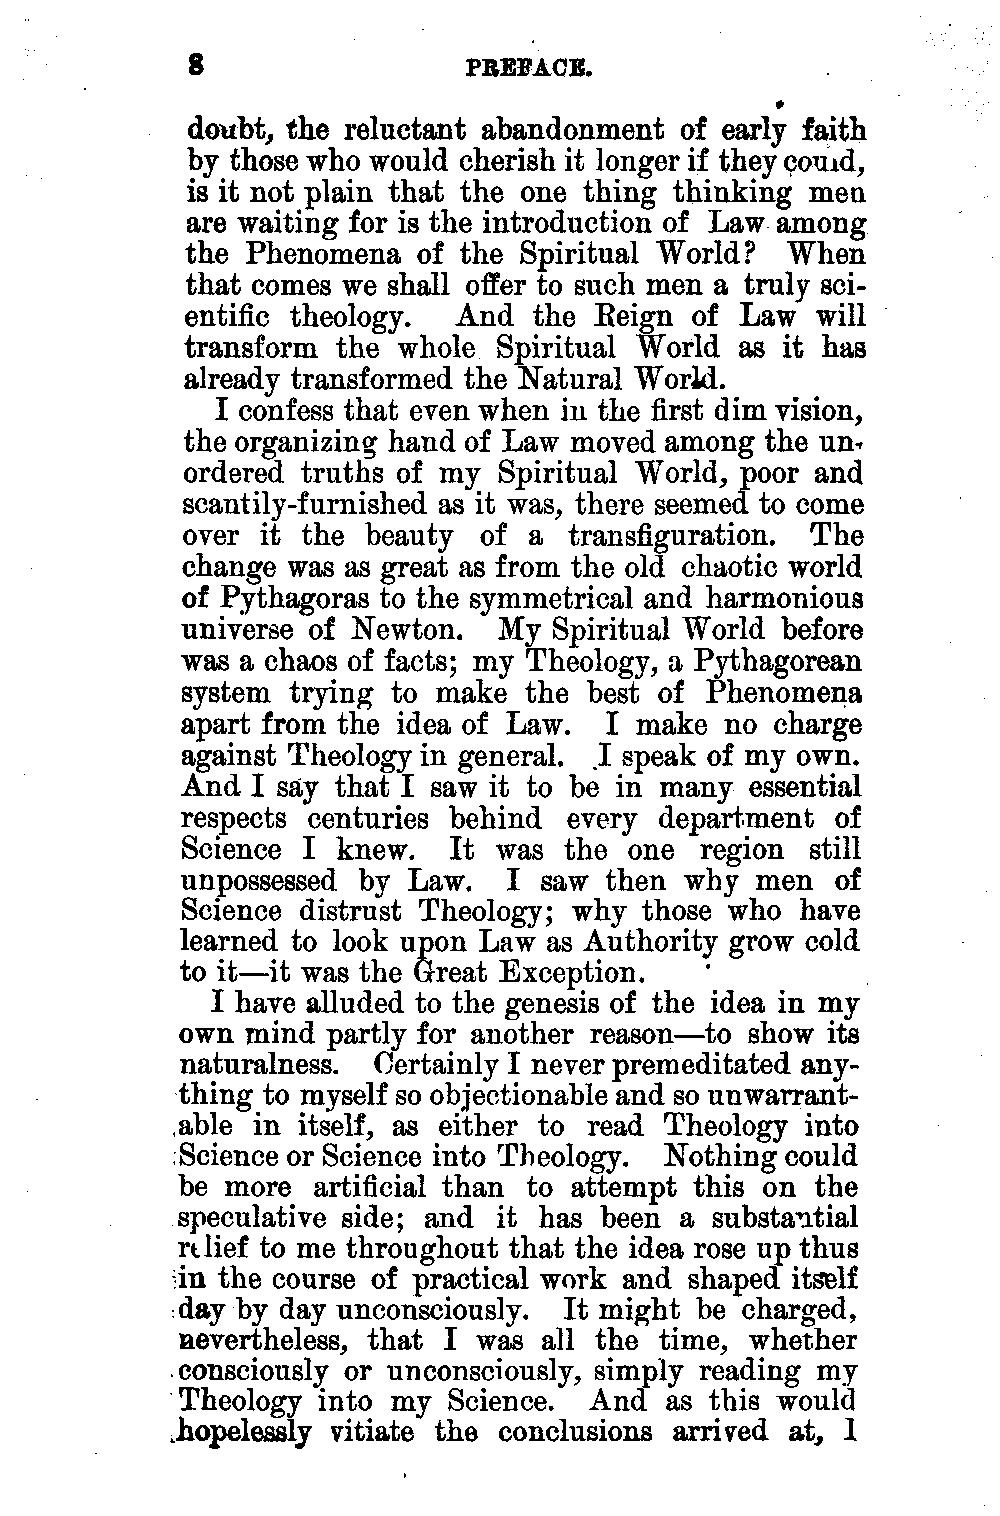 8 PREFACE.
doubt, the reluctant abandonment of early faith
by those who would cherish it longer if they could,
is it not plain that the one thing thinking men
are waiting for is the introduction of Law among
the Phenomena of the Spiritual World? When
that comes we shall offer to such men a truly sci-
entific theology. And the Reign of Law will
transform the whole Spiritual World as it has
already transformed the Natural World.
I confess that even when in the first dim vision,
the organizing hand of Law moved among the un-
ordered truths of my Spiritual World, poor and
scantily-furnished as it was, there seemed to come
over it the beauty of a transfiguration. The
change was as great as from the old chaotic world
of Pythagoras to the symmetrical and harmonious
universe of Newton. My Spiritual World before
was a chaos of facts; my Theology, a Pythagorean
system trying to make the best of Phenomena
apart from the idea of Law. I make no charge
against Theology in general. I speak of my own.
And I say that I saw it to be in many essential
respects centuries behind every department of
Science I knew. It was the one region still
unpossessed by Law. I saw then why men of
Science distrust Theology; why those who have
learned to look upon Law as Authority grow cold
to it—it was the Great Exception.
I have alluded to the genesis of the idea in my
own mind partly for another reason—to show its
naturalness. Certainly I never premeditated any-
thing to myself so objectionable and so unwarrant-
able in itself, as either to read Theology into
Science or Science into Theology. Nothing could
be more artificial than to attempt this on the
speculative side; and it has been a substantial
relief to me throughout that the idea rose up thus
in the course of practical work and shaped itself
day by day unconsciously. It might be charged,
nevertheless, that I was all the time, whether
consciously or unconsciously, simply reading my
Theology into my Science. And as this would
hopelessly vitiate the conclusions arrived at, I